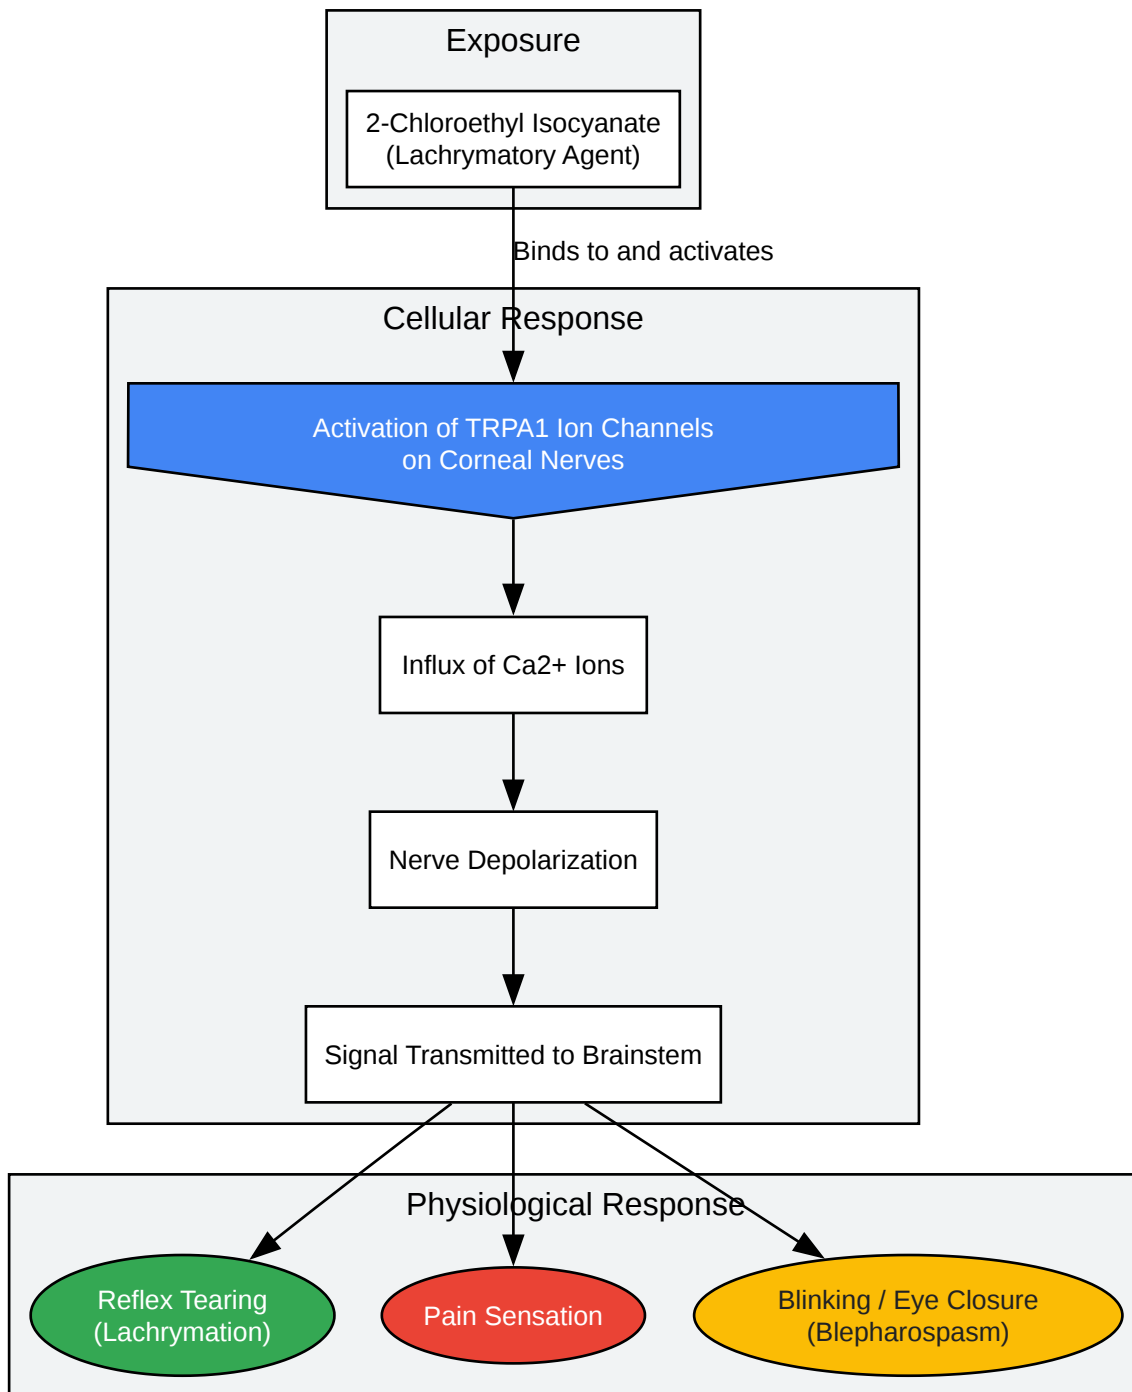 Exposure
2-Chloroethyl Isocyanate
(Lachrymatory Agent)
Binds to and activates
Cellular Response
Activation of TRPA1 Ion Channels
on Corneal Nerves
Influx of Ca2+ Ions
Nerve Depolarization
Signal Transmitted to Brainstem
Physiological Response
Reflex Tearing
(Lachrymation)
Pain Sensation
Blinking / Eye Closure
(Blepharospasm)